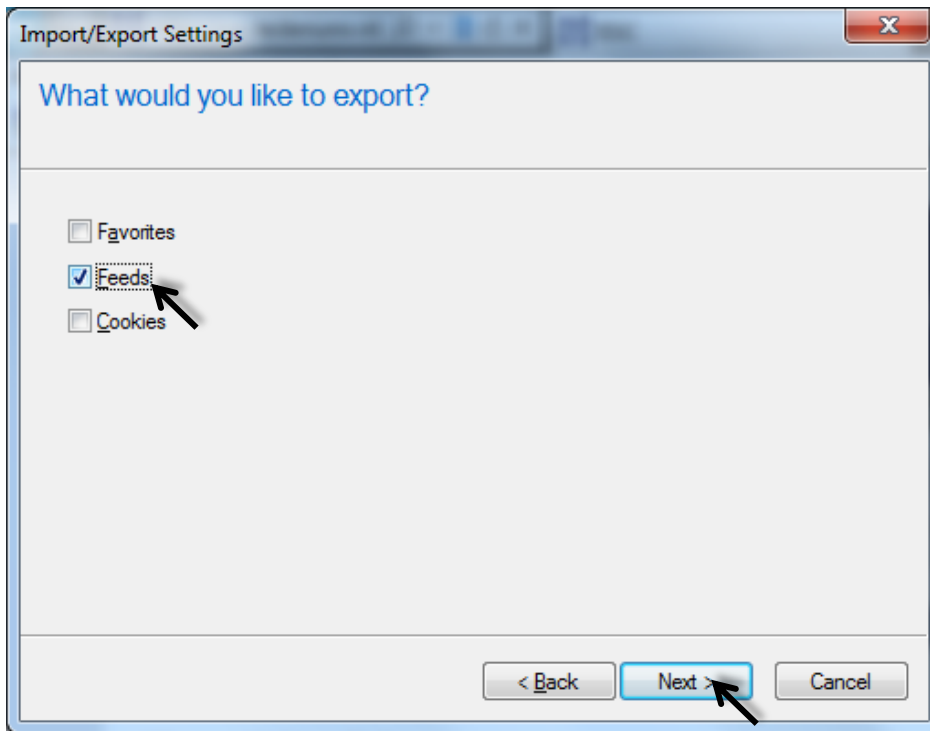 Import/Export Settings
What would you like to export?
Favorites
Feeds
Cookies
< Back
Next >
Cancel